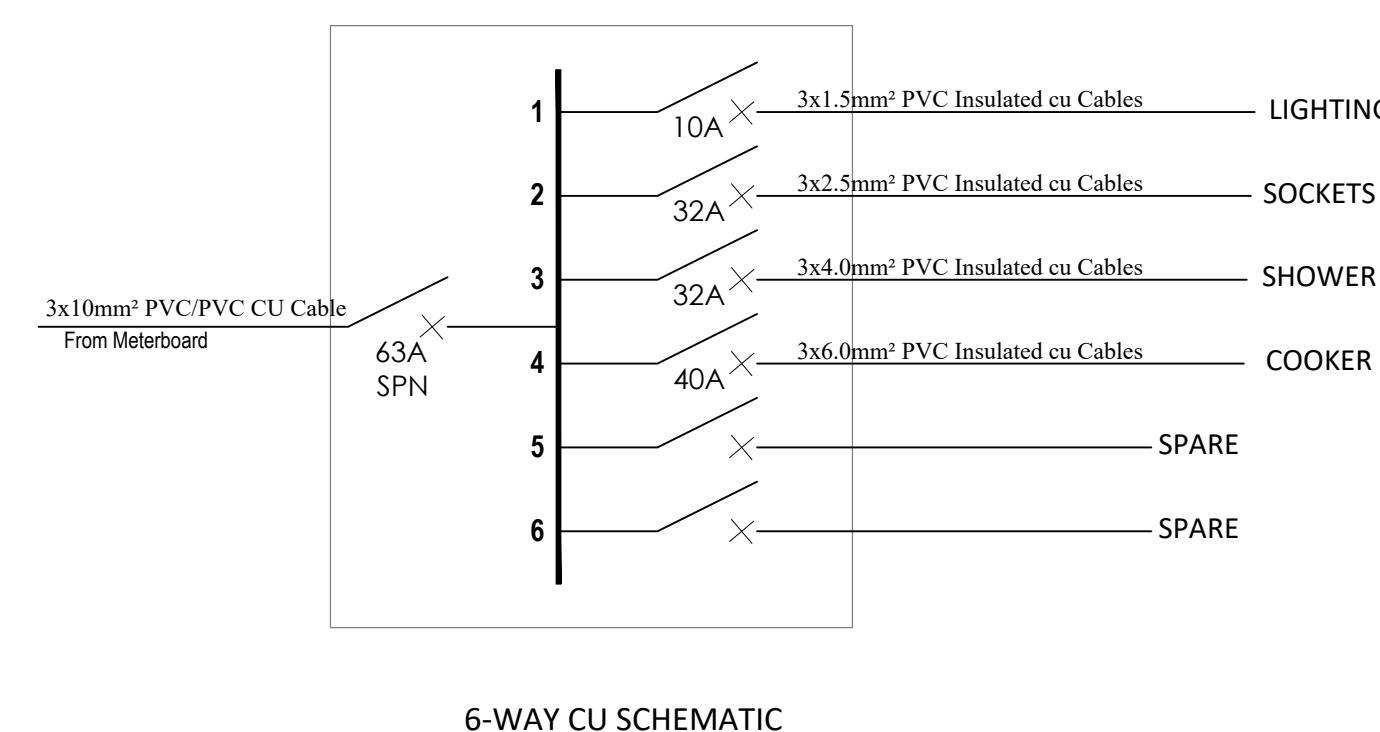 1
3x1.5mm² PVC Insulated cu Cables
LIGHTING
10A
2
3x2.5mm² PVC Insulated cu Cables
SOCKETS
32A
3
3x4.0mm² PVC Insulated cu Cables
SHOWER
32A
3x10mm² PVC/PVC CU Cable
From Meterboard
63A
SPN
4
3x6.0mm² PVC Insulated cu Cables
COOKER
40A
5
SPARE
6
SPARE
6-WAY CU SCHEMATIC